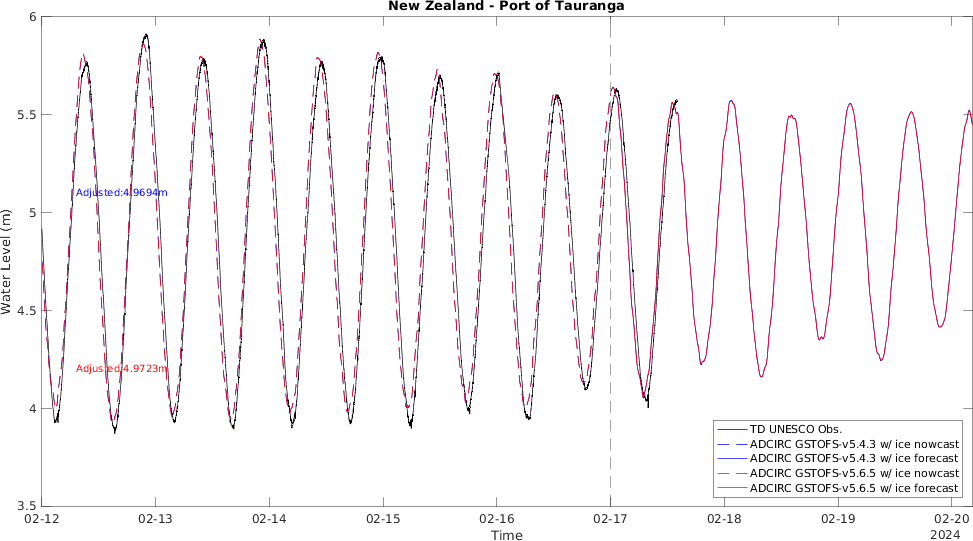 New Zealand - Port of Tauranga
6
5.5
5
4.5
4
3.5
Water Level (m)
Adjusted:4.9694m
Adjusted:4.9723m
TD UNESCO Obs.
ADCIRC GSTOFS-v5.4.3 w/ ice nowcast
ADCIRC GSTOFS-v5.4.3 w/ ice forecast
ADCIRC GSTOFS-v5.6.5 w/ ice nowcast
ADCIRC GSTOFS-v5.6.5 w/ ice forecast
02-12 02-13 02-14 02-15 02-16 02-17 02-18 02-19 02-20
Time
2024